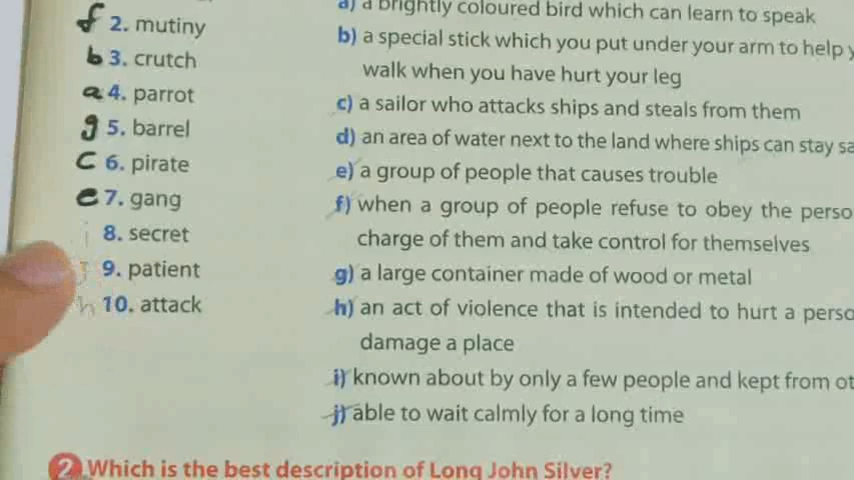 a) a brightly coloured bird which can learn to speak
f 2. mutiny
b) a special stick which you put under your arm to help
walk when you have hurt your leg
b 3. crutch
a 4. parrot
c) a sailor who attacks ships and steals from them
g 5. barrel
d) an area of water next to the land where ships can stay
c 6. pirate
e) a group of people that causes trouble
e 7. gang
f) when a group of people refuse to obey the
charge of them and take control for themselves
i 8. secret
j 9. patient
g) a large container made of wood or metal
h 10. attack
h) an act of violence that is intended to hurt a
damage a place
i) known about by only a few people and kept from
j) able to wait calmly for a long time
2 Which is the best description of Long John Silver?